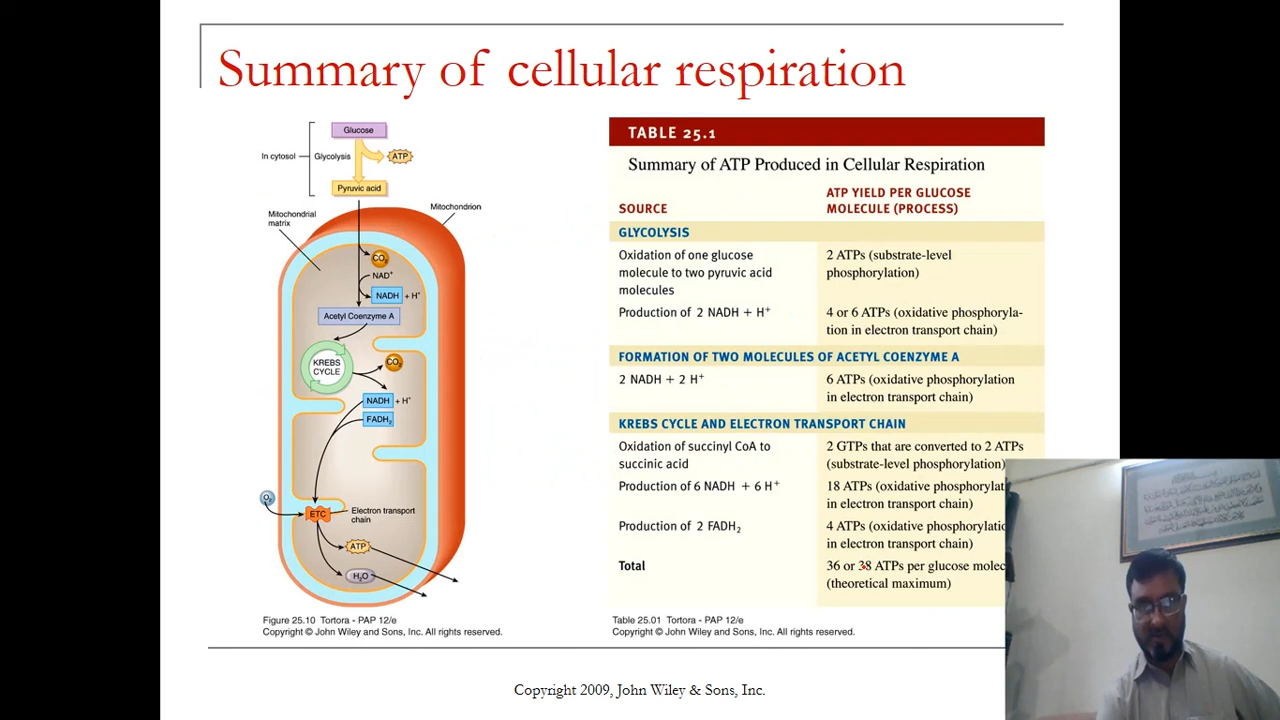 Summary of cellular respiration
Glucose
In cytosol
Glycolysis
ATP
Pyruvic acid
Mitochondrial
matrix
Mitochondrion
CO₂
NAD⁺
NADH + H⁺
Acetyl Coenzyme A
KREBS
CYCLE
CO₂
NADH + H⁺
FADH₂
O₂
ETC
Electron transport
chain
ATP
H₂O
Figure 25.10 Tortora - PAP 12/e
Copyright © John Wiley and Sons, Inc. All rights reserved.
TABLE 25.1
Summary of ATP Produced in Cellular Respiration
SOURCE
ATP YIELD PER GLUCOSE
MOLECULE (PROCESS)
GLYCOLYSIS
Oxidation of one glucose
molecule to two pyruvic acid
molecules
2 ATPs (substrate-level
phosphorylation)
Production of 2 NADH + H⁺
4 or 6 ATPs (oxidative phosphoryla-
tion in electron transport chain)
FORMATION OF TWO MOLECULES OF ACETYL COENZYME A
2 NADH + 2 H⁺
6 ATPs (oxidative phosphorylation
in electron transport chain)
KREBS CYCLE AND ELECTRON TRANSPORT CHAIN
Oxidation of succinyl CoA to
succinic acid
2 GTPs that are converted to 2 ATPs
(substrate-level phosphorylation)
Production of 6 NADH + 6 H⁺
18 ATPs (oxidative phosphorylat
in electron transport chain)
Production of 2 FADH₂
4 ATPs (oxidative phosphorylatio
in electron transport chain)
Total
36 or 38 ATPs per glucose molec
(theoretical maximum)
Table 25.01 Tortora - PAP 12/e
Copyright © John Wiley and Sons, Inc. All rights reserved.
Copyright 2009, John Wiley & Sons, Inc.